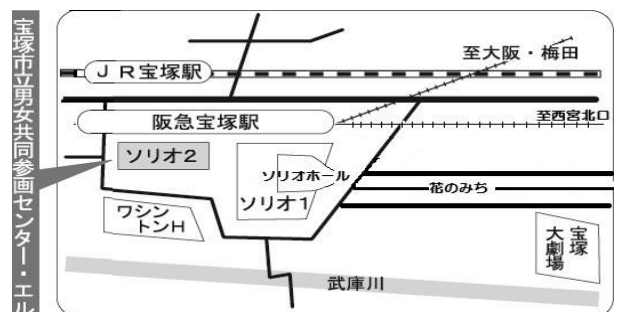 宝塚市立男女共同参画センター・エル
至大阪・梅田
ＪＲ宝塚駅
阪急宝塚駅
至西宮北口
ソリオ2
ソリオホール
ソリオ1
花のみち
ワシン
トンH
宝塚
大劇場
武庫川